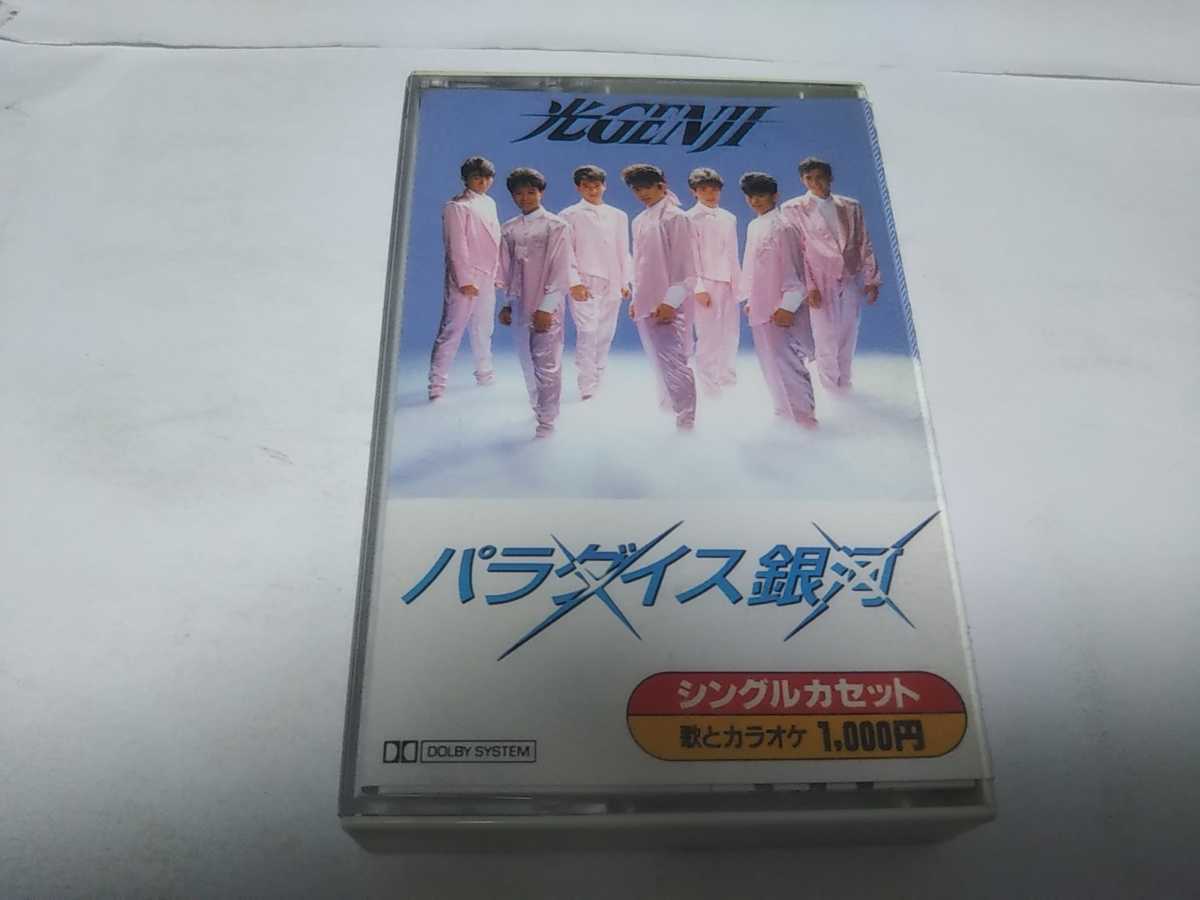 光GENJI
パラダイス銀河
シングルカセット
歌とカラオケ 1,000円
DOLBY SYSTEM